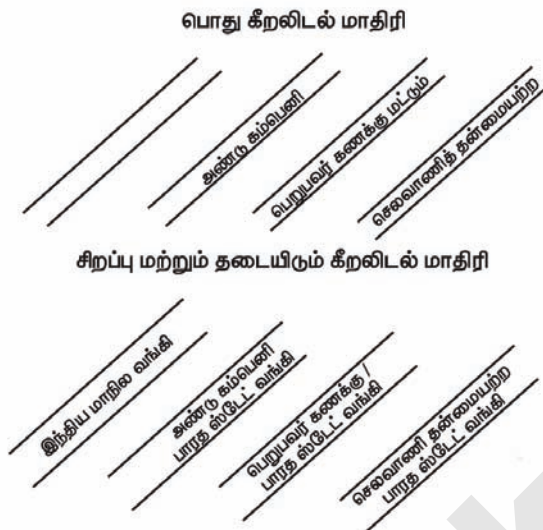 பொது கீறலிடல் மாதிரி
அண்டு கம்பெனி
பெறுபவர் கணக்கு மட்டும்
செலவாணித் தன்மையற்ற
சிறப்பு மற்றும் தடையிடும் கீறலிடல் மாதிரி
இந்திய மாநில வங்கி
அண்டு கம்பெனி
பாரத ஸ்டேட் வங்கி
பெறுபவர் கணக்கு /
பாரத ஸ்டேட் வங்கி
செலவாணி தன்மையற்ற
பாரத ஸ்டேட் வங்கி